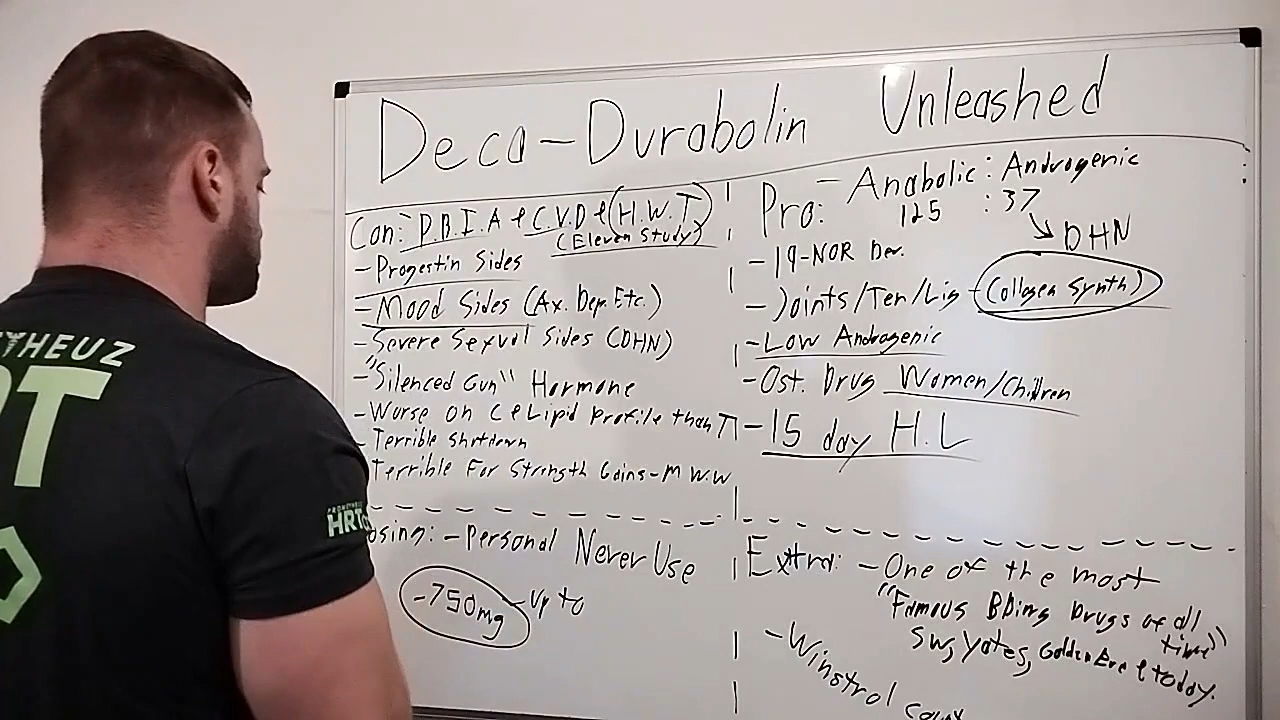 Deca-Durabolin Unleashed
Con: P.B.I.A & C.V.D & (H.W.T)
(Eleven Study)
- Progestin Sides
- Mood Sides (Ax. Dep. Etc.)
- Severe Sexual Sides (DHN)
- "Silenced Gun" Hormone
- Worse on C & Lipid Profile than T
- Terrible Shutdown
Terrible For Strength Gains - M W.W
Pro: - Anabolic : Androgenic
125 : 37
DHN
- 19-NOR Der.
- Joints/Ten/Lig - (Collagen Synth)
- Low Androgenic
- Ost. Drug Women/Children
- 15 day H.L
osing: - Personal Never Use
- 750mg - up to
Extra: - One of the most
"Famous BBing Drugs of all
time"
Sws, Yates, Golden Era & today.
- Winstrol
YHEUZ
RT
HRT